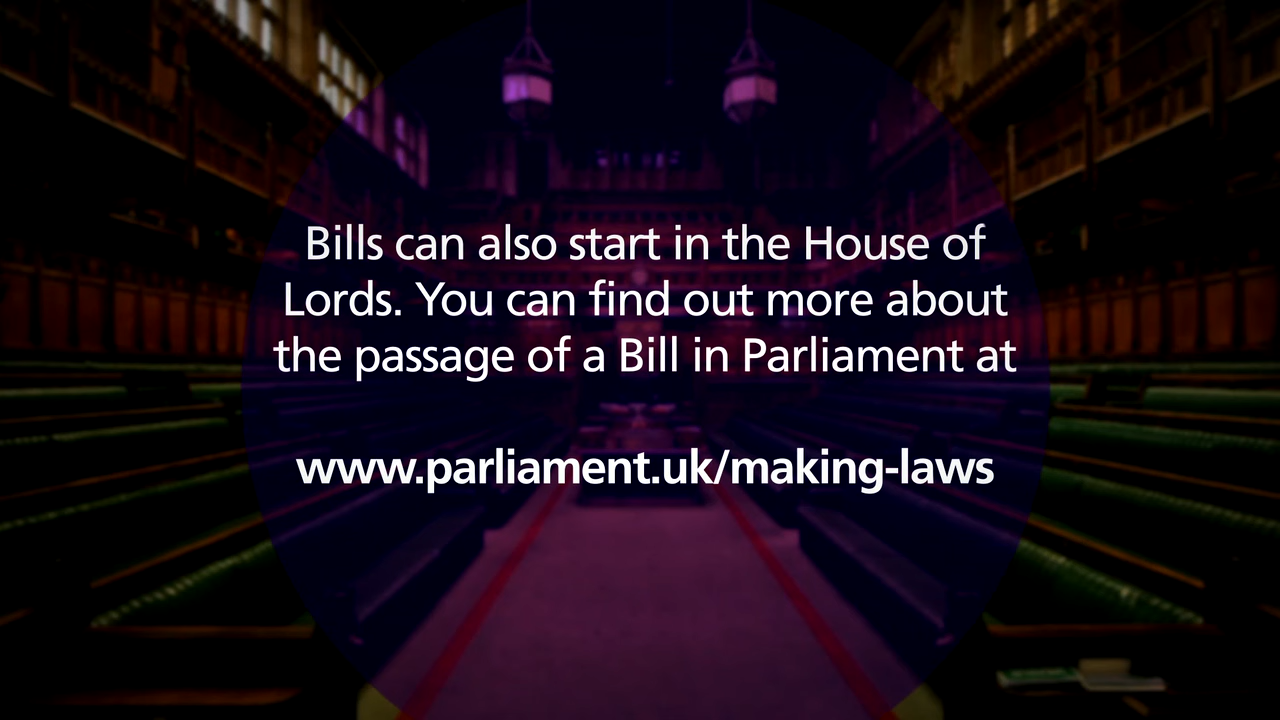 Bills can also start in the House of
Lords. You can find out more about
the passage of a Bill in Parliament at
www.parliament.uk/making-laws